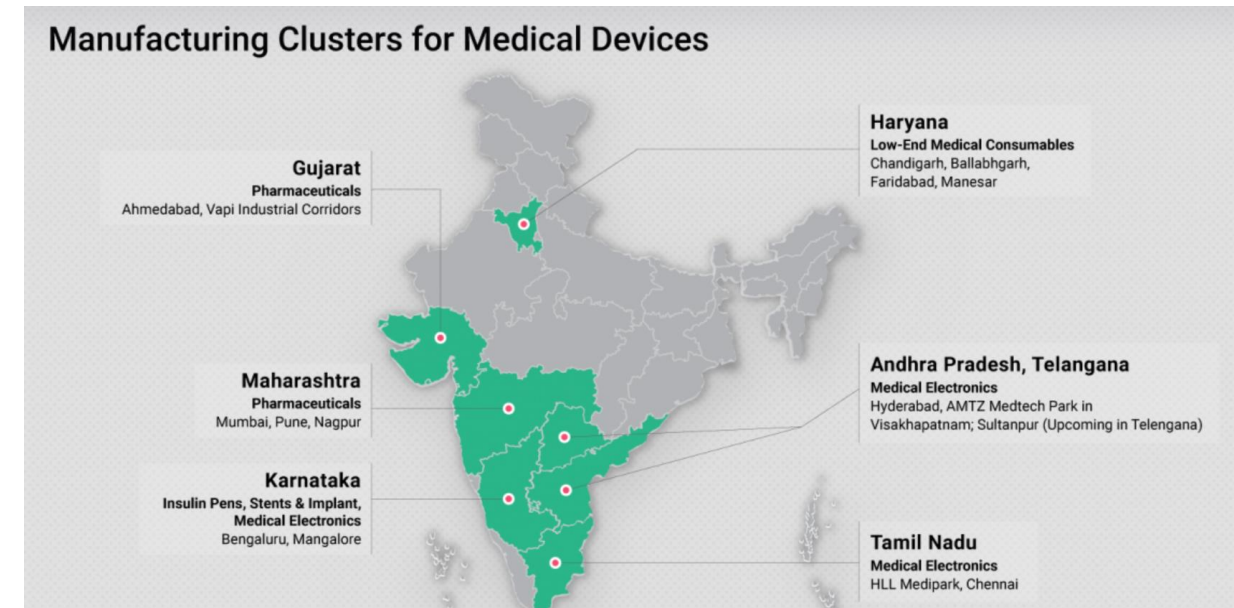 Manufacturing Clusters for Medical Devices
Haryana
Low-End Medical Consumables
Chandigarh, Ballabhgarh,
Faridabad, Manesar
Gujarat
Pharmaceuticals
Ahmedabad, Vapi Industrial Corridors
Andhra Pradesh, Telangana
Medical Electronics
Hyderabad, AMTZ Medtech Park in
Visakhapatnam; Sultanpur (Upcoming in Telengana)
Maharashtra
Pharmaceuticals
Mumbai, Pune, Nagpur
Karnataka
Insulin Pens, Stents & Implant,
Medical Electronics
Bengaluru, Mangalore
Tamil Nadu
Medical Electronics
HLL Medipark, Chennai